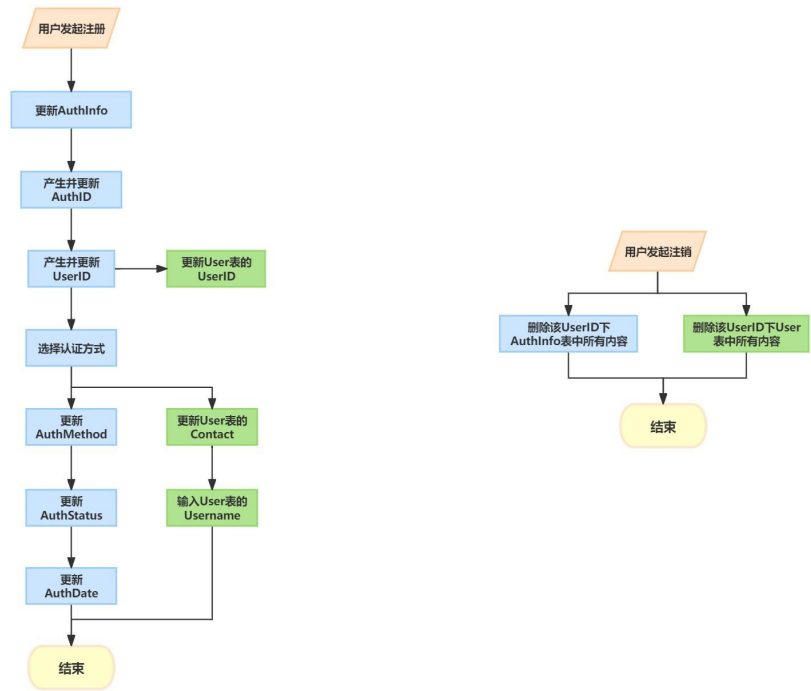 用户发起注册
更新AuthInfo
产生并更新
AuthID
产生并更新
UserID
更新User表的
UserID
选择认证方式
更新
AuthMethod
更新User表的
Contact
更新
AuthStatus
输入User表的
Username
更新
AuthDate
结束
用户发起注销
删除该UserID下
AuthInfo表中所有内容
删除该UserID下User
表中所有内容
结束